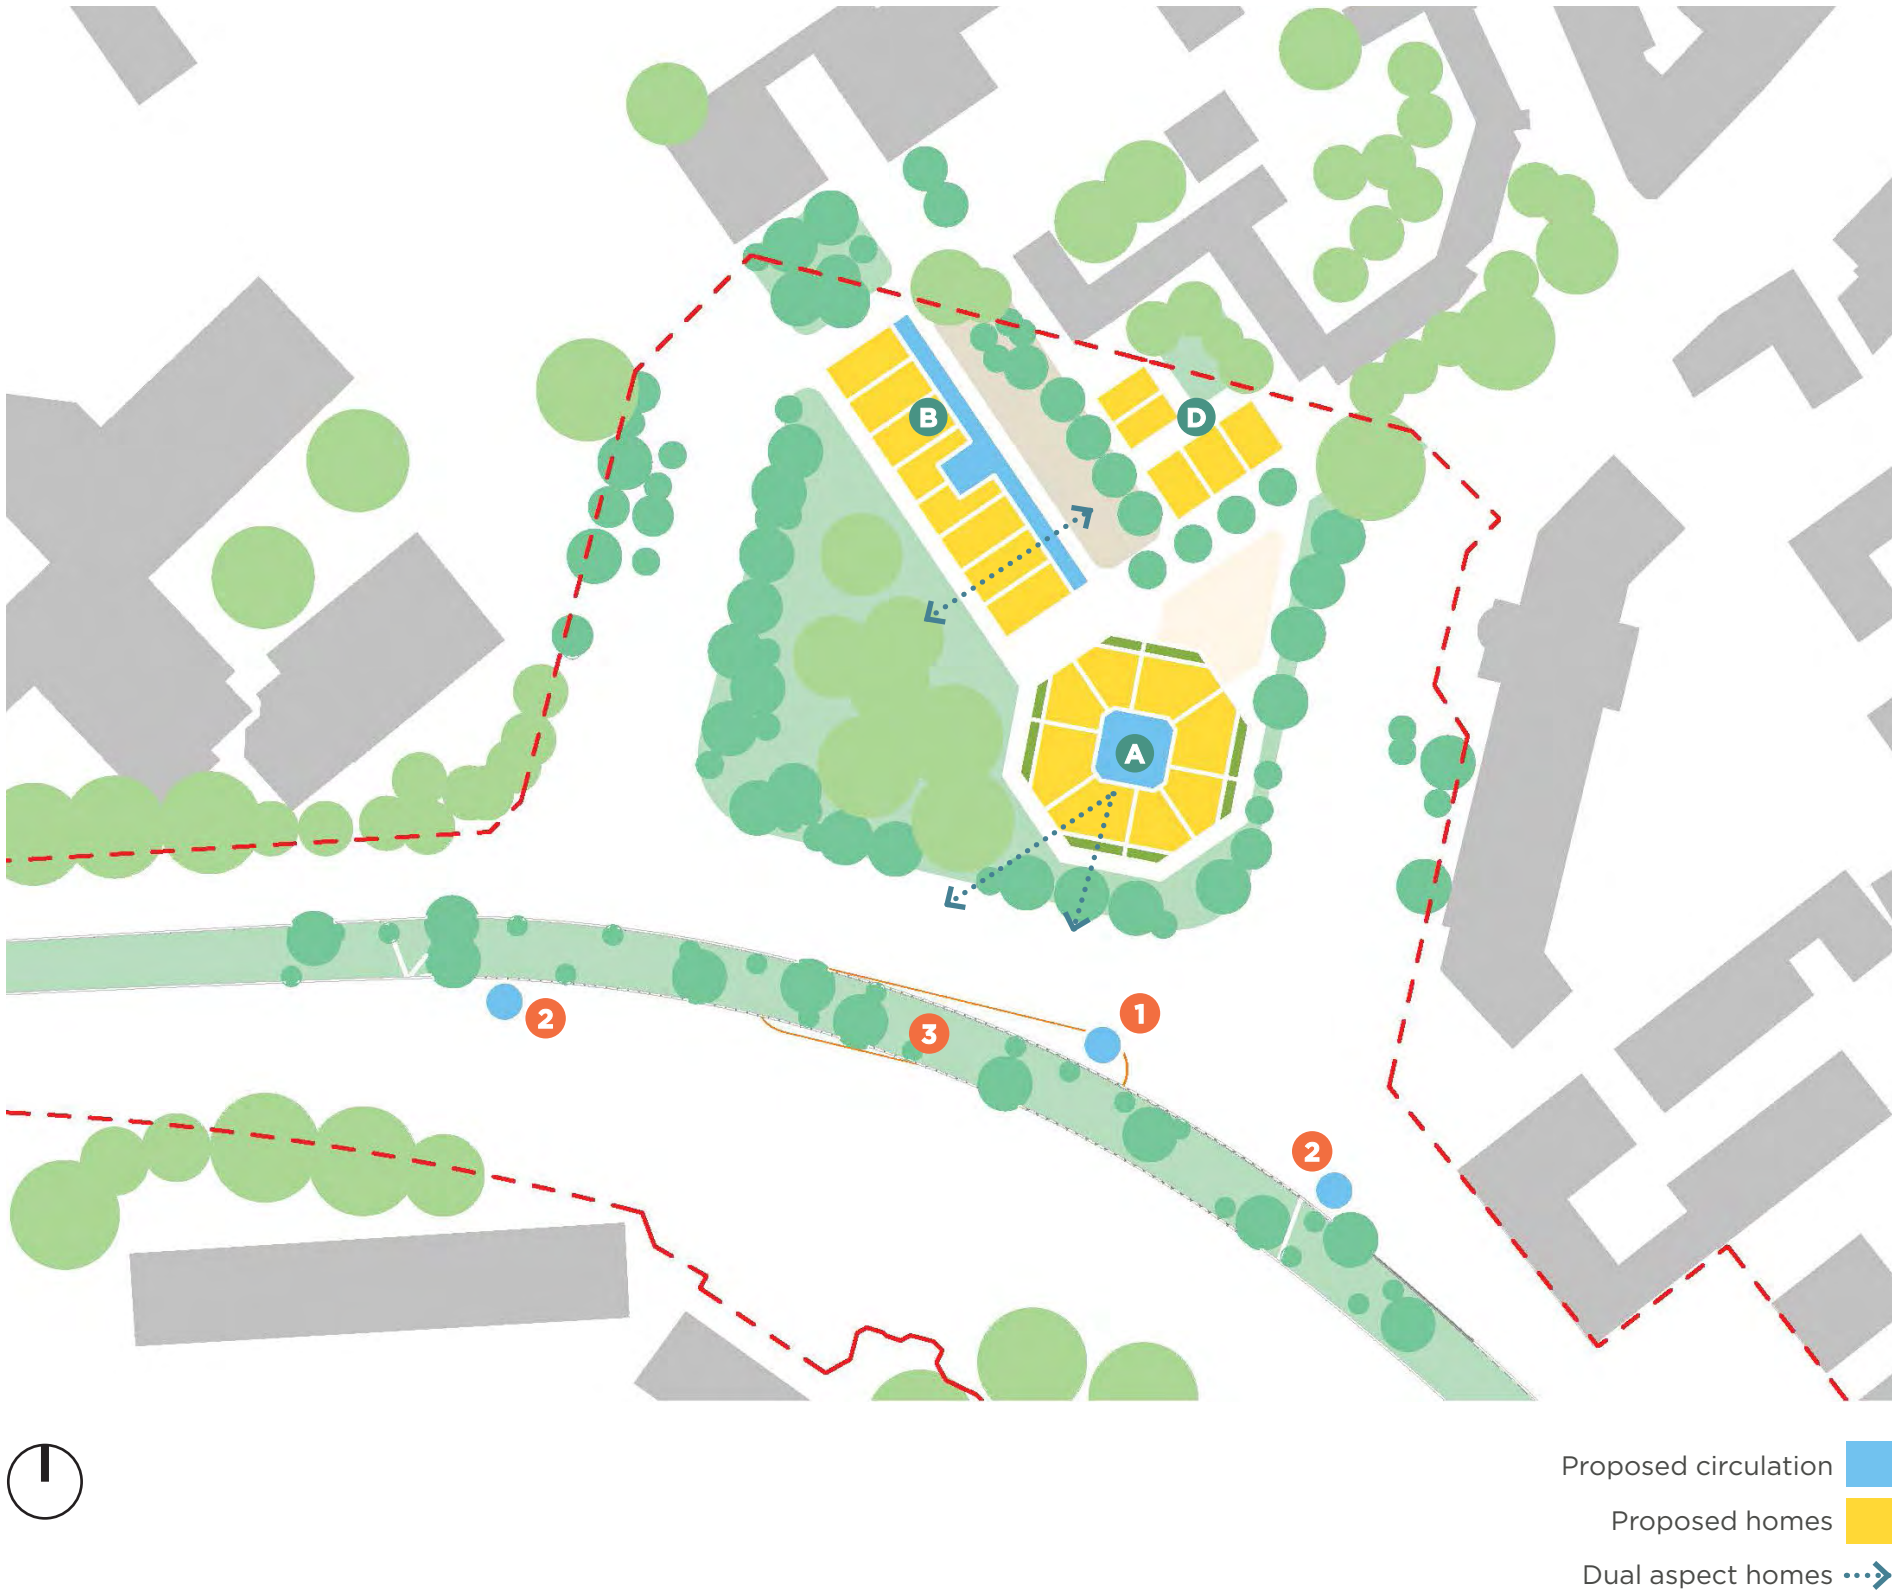 B
D
A
1
2
3
2
Proposed circulation
Proposed homes
Dual aspect homes